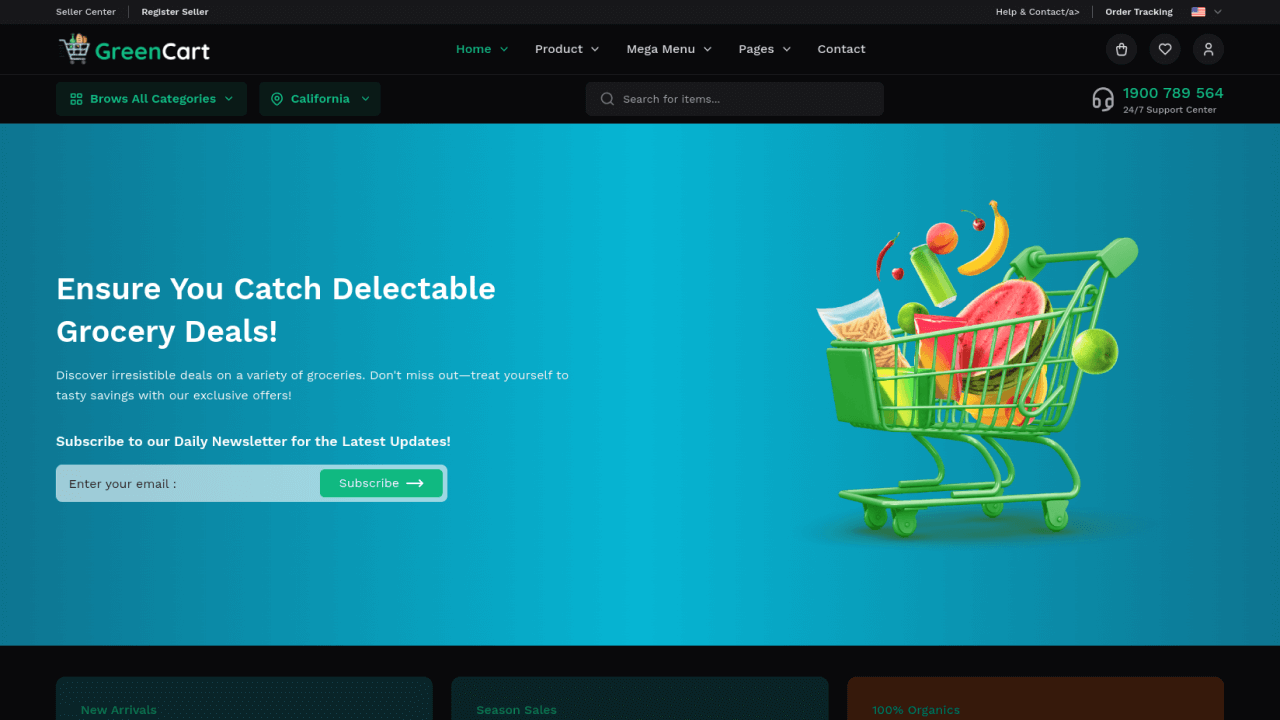 Seller Center
Register Seller
Help & Contact/a>
Order Tracking
GreenCart
Home
Product
Mega Menu
Pages
Contact
Brows All Categories
California
Search for items...
1900 789 564
24/7 Support Center
Ensure You Catch Delectable
Grocery Deals!
Discover irresistible deals on a variety of groceries. Don't miss out—treat yourself to
tasty savings with our exclusive offers!
Subscribe to our Daily Newsletter for the Latest Updates!
Enter your email :
Subscribe
New Arrivals
Season Sales
100% Organics